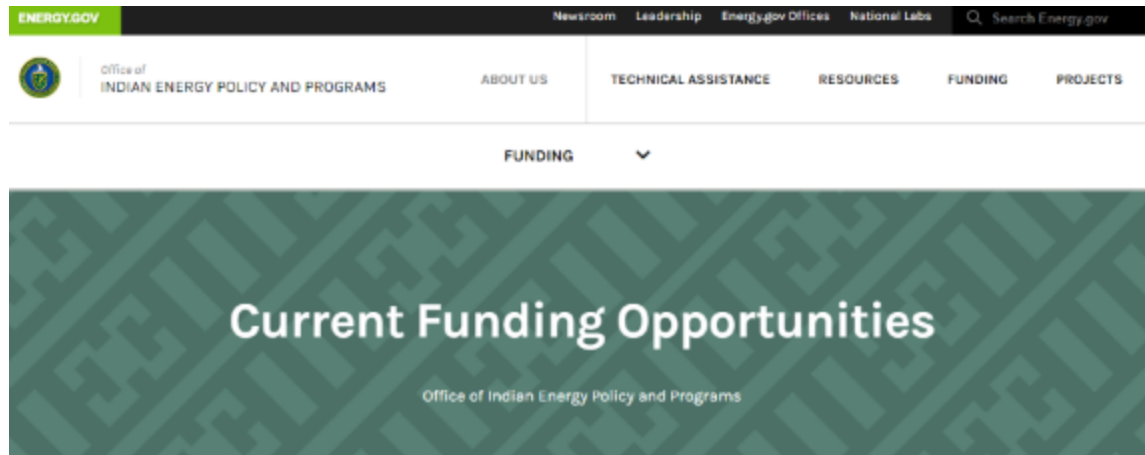 ENERGY.GOV Newsroom Leadership Energy.gov Offices National Labs Search Energy.gov
Office of
INDIAN ENERGY POLICY AND PROGRAMS ABOUT US TECHNICAL ASSISTANCE RESOURCES FUNDING PROJECTS
FUNDING
Current Funding Opportunities
Office of Indian Energy Policy and Programs